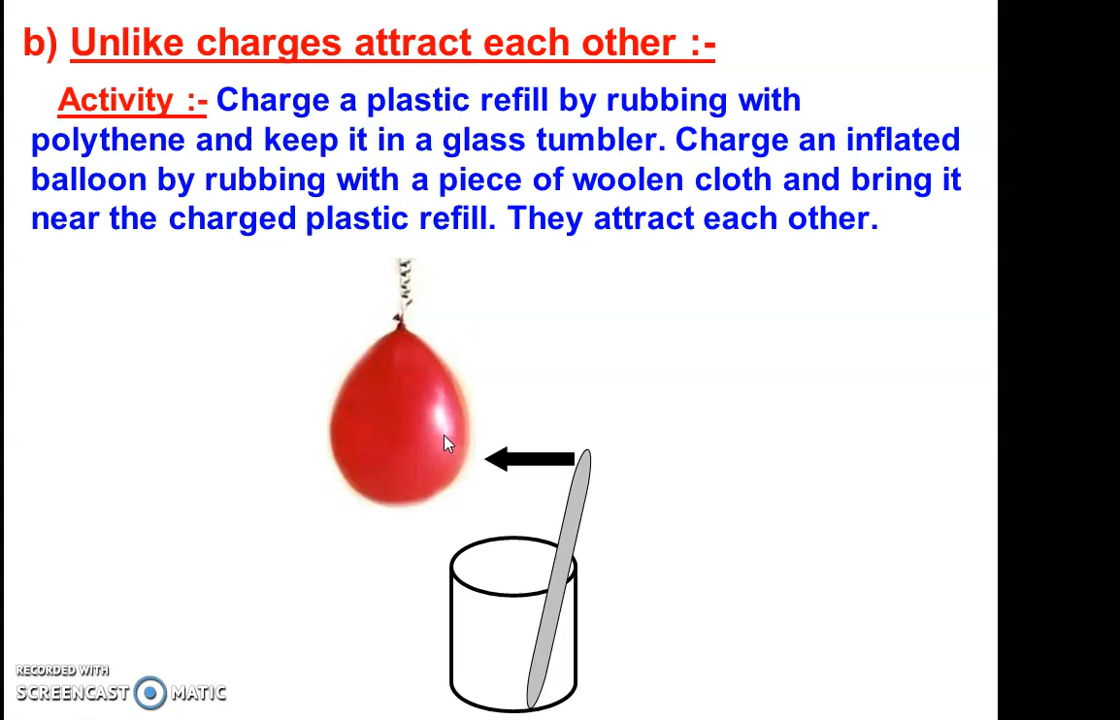 b) Unlike charges attract each other :-
Activity :- Charge a plastic refill by rubbing with
polythene and keep it in a glass tumbler. Charge an inflated
balloon by rubbing with a piece of woolen cloth and bring it
near the charged plastic refill. They attract each other.
RECORDED WITH
SCREENCAST MATIC